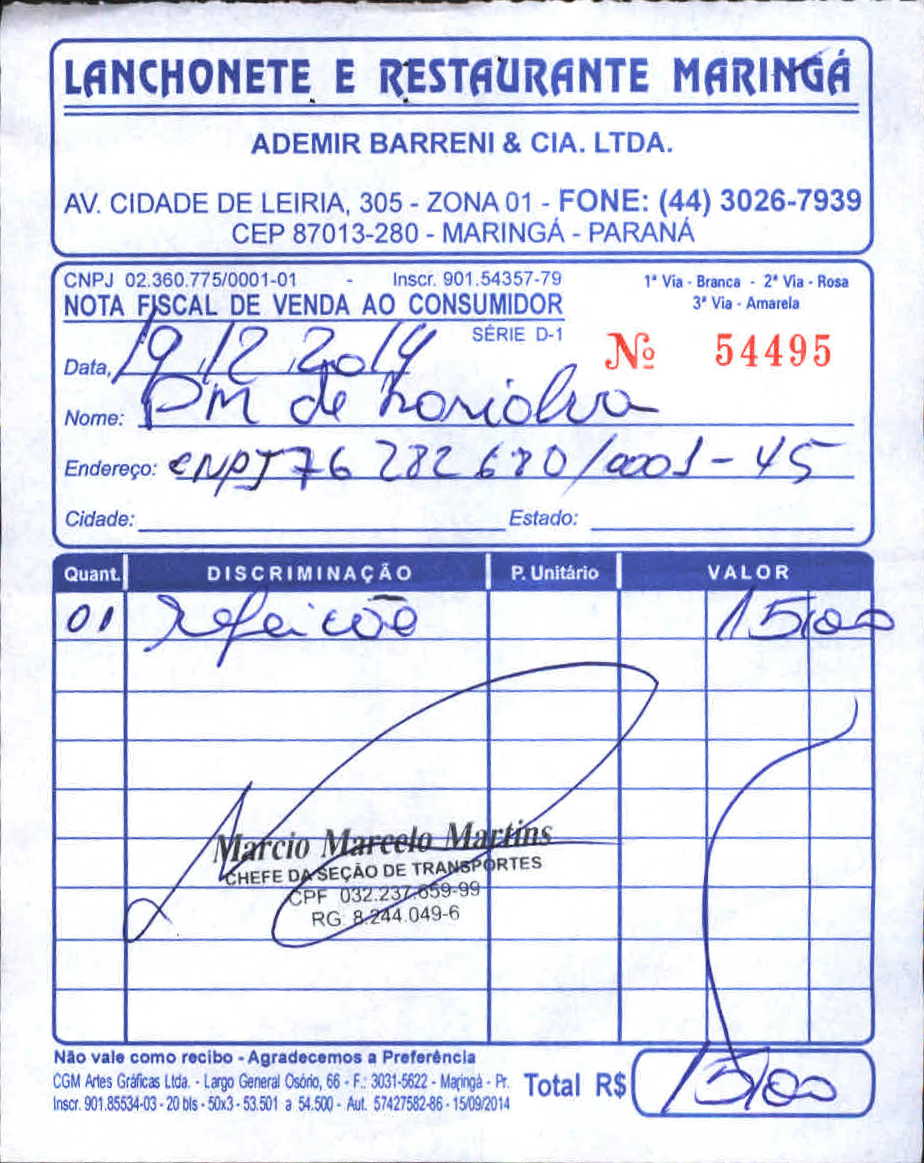 LANCHONETE E RESTAURANTE MARINGÁ
ADEMIR BARRENI & CIA. LTDA.
AV. CIDADE DE LEIRIA, 305 - ZONA 01 - FONE: (44) 3026-7939
CEP 87013-280 - MARINGÁ - PARANÁ
CNPJ 02.360.775/0001-01 - Inscr. 901.54357-79
1ª Via - Branca - 2ª Via - Rosa
NOTA FISCAL DE VENDA AO CONSUMIDOR
3ª Via - Amarela
SÉRIE D-1
Nº 54495
Data, 19, 12, 2014
Nome: PM de
Endereço: CNPJ 76 282 680/0001-45
Cidade: Estado:
Quant. DISCRIMINAÇÃO P. Unitário VALOR
01 Refeicõe 15,00
Marcio Marcelo Martins
CHEFE DA SEÇÃO DE TRANSPORTES
CPF 032.237.659-99
RG 8.244.049-6
Não vale como recibo - Agradecemos a Preferência
CGM Artes Gráficas Ltda. - Largo General Osório, 66 - F.: 3031-5622 - Maringá - Pr.
Inscr. 901.85534-03 - 20 bls - 50x3 - 53.501 a 54.500 - Aut. 57427582-86 - 15/09/2014
Total R$ 15,00